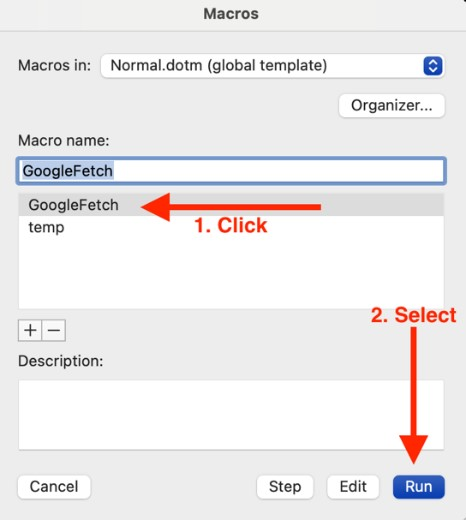 Macros
Macros in: Normal.dotm (global template)
Organizer...
Macro name:
GoogleFetch
GoogleFetch
1. Click
temp
2. Select
+ −
Description:
Cancel Step Edit Run